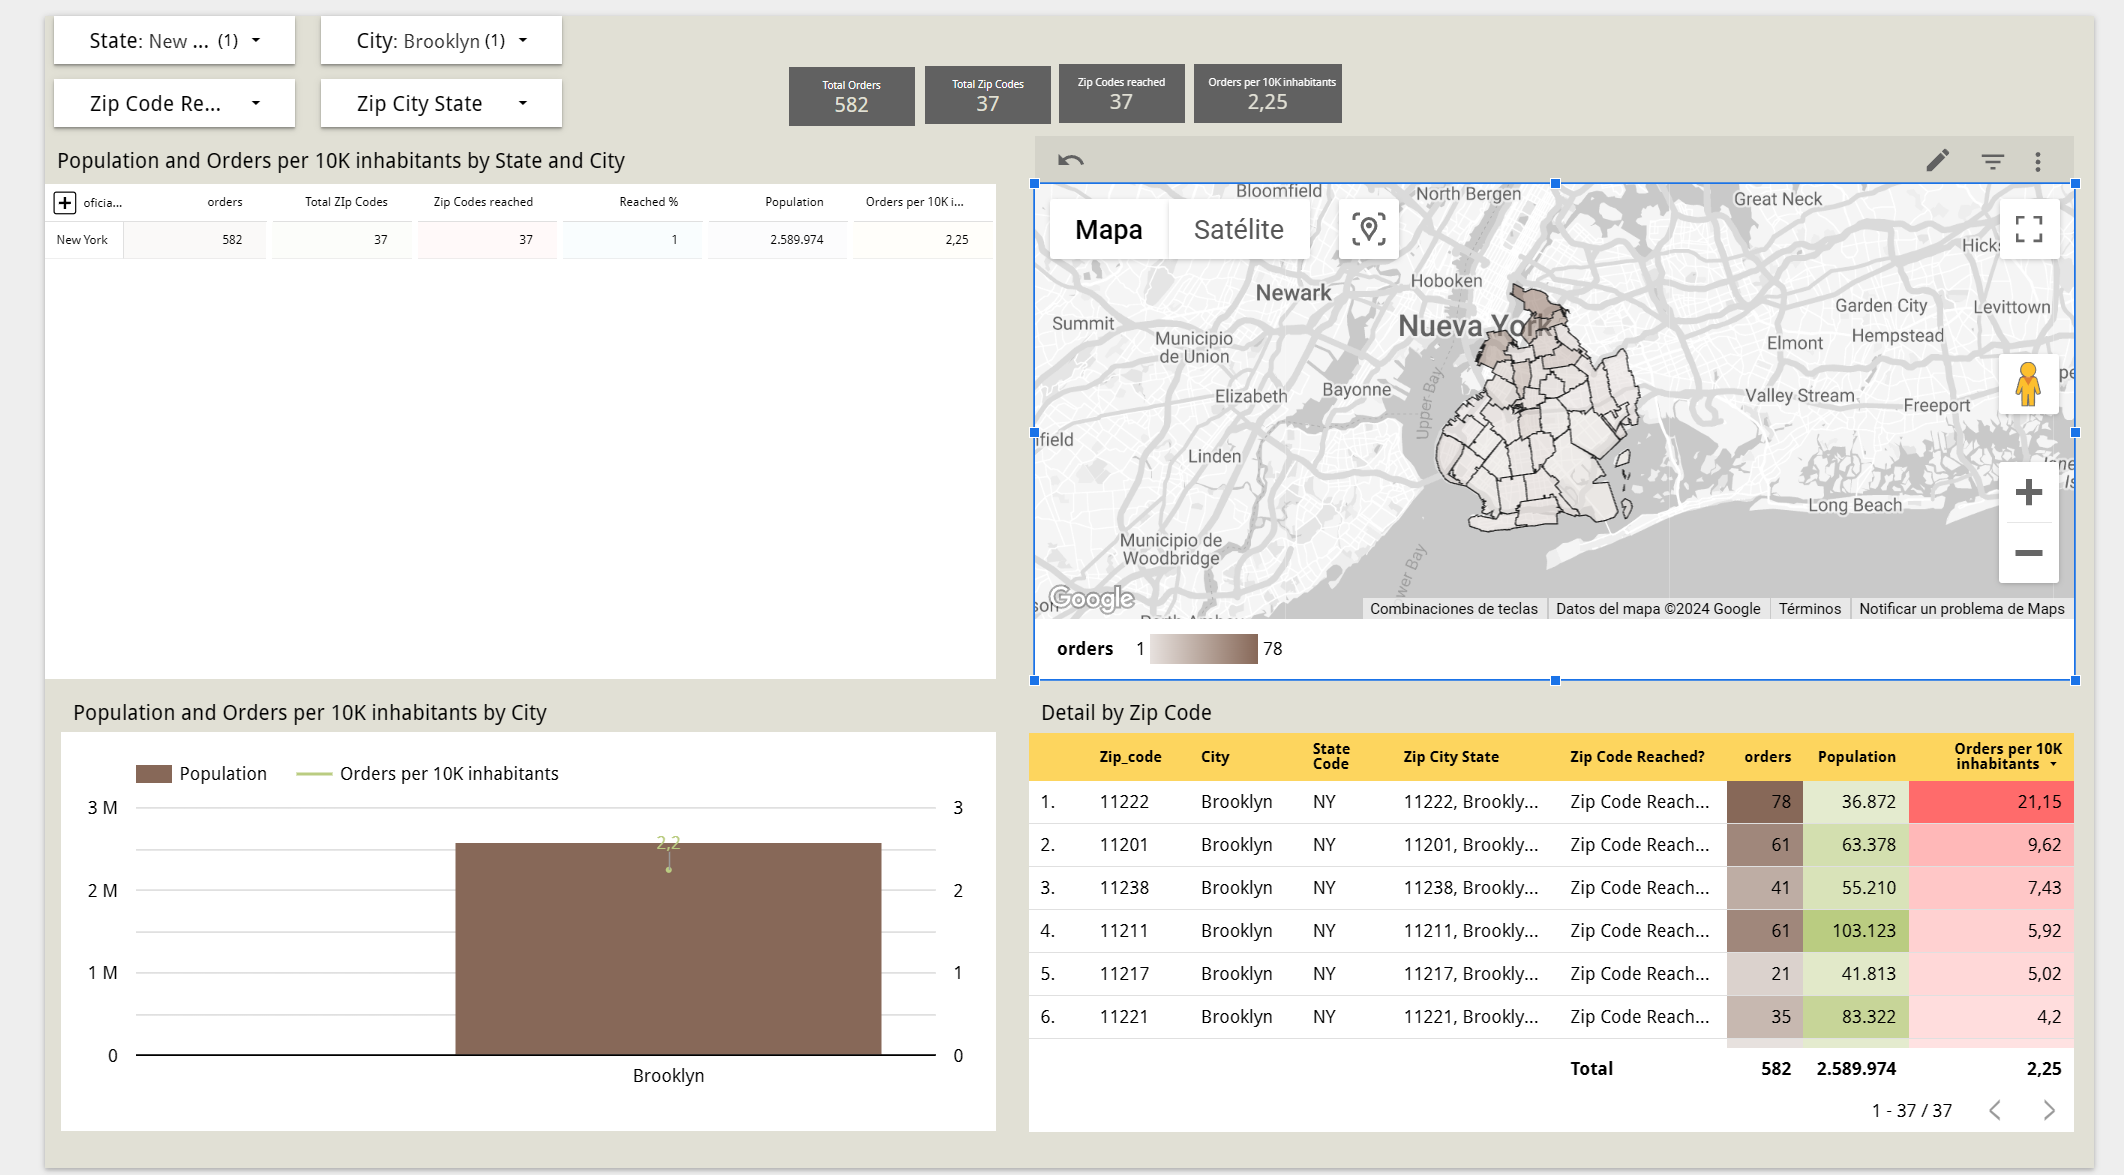 State: New ... (1)
City: Brooklyn (1)
Zip Code Re...
Zip City State
Total Orders
582
Total Zip Codes
37
Zip Codes reached
37
Orders per 10K inhabitants
2,25
Population and Orders per 10K inhabitants by State and City
oficia... orders Total ZIp Codes Zip Codes reached Reached % Population Orders per 10K i...
New York 582 37 37 1 2.589.974 2,25
Mapa
Satélite
Bloomfield
North Bergen
Great Neck
Hicks
Newark
Hoboken
Nueva York
Garden City
Levittown
Summit
Municipio
de Union
Elmont
Hempstead
Elizabeth
Bayonne
Upper Bay
Valley Stream
Freeport
field
Linden
Long Beach
Municipio de
Woodbridge
ower Bay
son
Google
Perth Amboy
Combinaciones de teclas
Datos del mapa ©2024 Google
Términos
Notificar un problema de Maps
orders 1 78
Population and Orders per 10K inhabitants by City
Population
Orders per 10K inhabitants
3 M
2 M
1 M
0
2,2
3
2
1
0
Brooklyn
Detail by Zip Code
Zip_code City State Code Zip City State Zip Code Reached? orders Population Orders per 10K inhabitants
1. 11222 Brooklyn NY 11222, Brookly... Zip Code Reach... 78 36.872 21,15
2. 11201 Brooklyn NY 11201, Brookly... Zip Code Reach... 61 63.378 9,62
3. 11238 Brooklyn NY 11238, Brookly... Zip Code Reach... 41 55.210 7,43
4. 11211 Brooklyn NY 11211, Brookly... Zip Code Reach... 61 103.123 5,92
5. 11217 Brooklyn NY 11217, Brookly... Zip Code Reach... 21 41.813 5,02
6. 11221 Brooklyn NY 11221, Brookly... Zip Code Reach... 35 83.322 4,2
Total 582 2.589.974 2,25
1 - 37 / 37